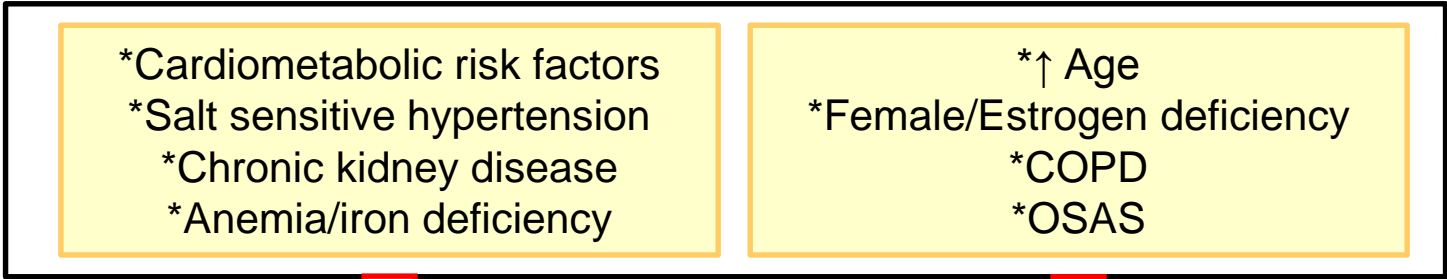 *Cardiometabolic risk factors
*Salt sensitive hypertension
*Chronic kidney disease
*Anemia/iron deficiency
*↑ Age
*Female/Estrogen deficiency
*COPD
*OSAS